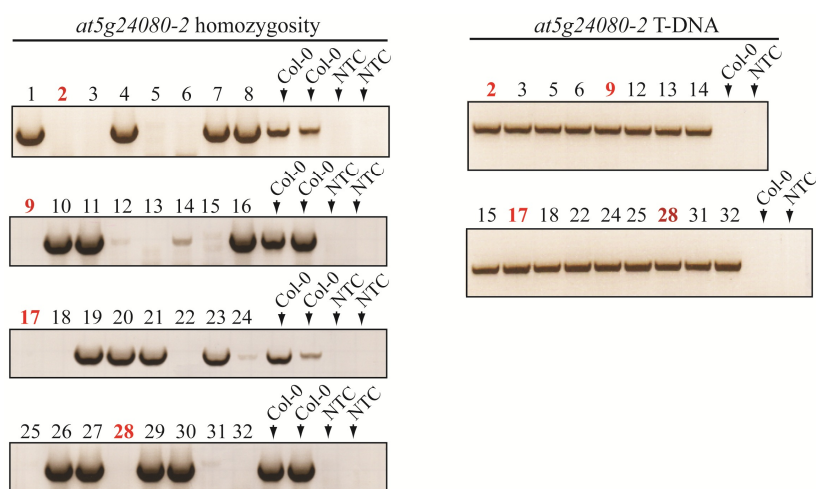 at5g24080-2 homozygosity
Col-0 Col-0 NTC NTC
1 2 3 4 5 6 7 8
Col-0 Col-0 NTC NTC
9 10 11 12 13 14 15 16
Col-0 Col-0 NTC NTC
17 18 19 20 21 22 23 24
Col-0 Col-0 NTC NTC
25 26 27 28 29 30 31 32
at5g24080-2 T-DNA
Col-0 NTC
2 3 5 6 9 12 13 14
Col-0 NTC
15 17 18 22 24 25 28 31 32